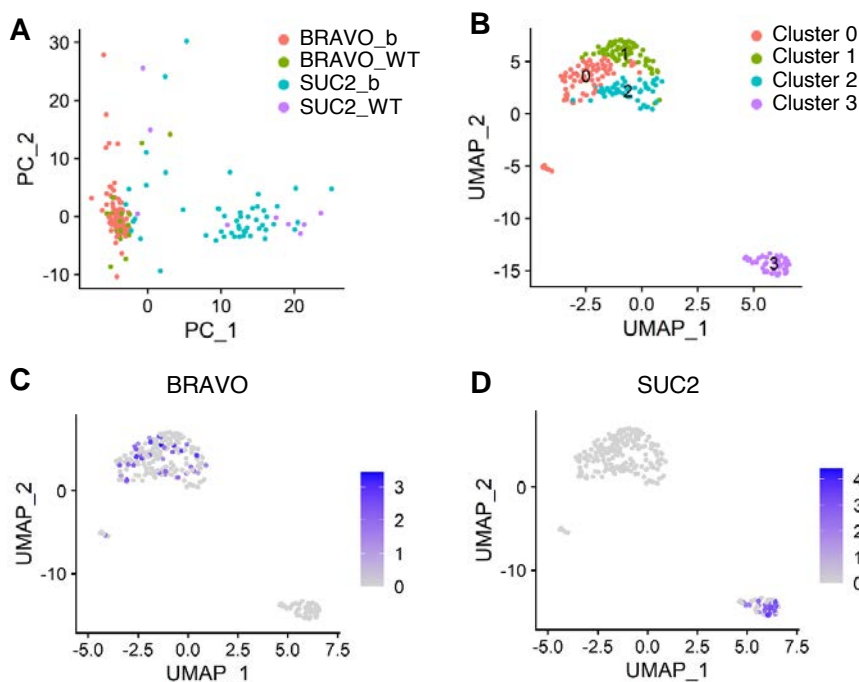 A
BRAVO_b
BRAVO_WT
SUC2_b
SUC2_WT
30
20
10
0
-10
PC_2
0
10
20
PC_1
B
Cluster 0
Cluster 1
Cluster 2
Cluster 3
5
0
-5
-10
-15
UMAP_2
0
1
2
3
-2.5
0.0
5.0
UMAP_1
C
BRAVO
0
-10
UMAP_2
3
2
1
0
-5.0
-2.5
0.0
2.5
5.0
7.5
UMAP_1
D
SUC2
0
-10
UMAP_2
4
3
2
1
0
-5.0
-2.5
0.0
2.5
5.0
7.5
UMAP_1